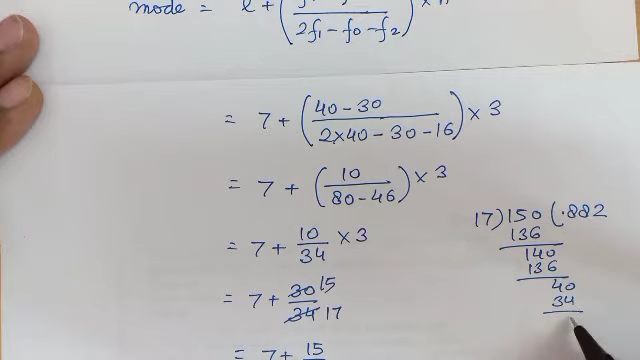 mode = l + (f1 - f / 2f1 - f0 - f2) ×
= 7 + (40 - 30 / 2×40 - 30 - 16) × 3
= 7 + (10 / 80 - 46) × 3
= 7 + 10/34 × 3
= 7 + 30 15 / 34 17
= 7 + 15
17)150(.882
136
140
136
40
34